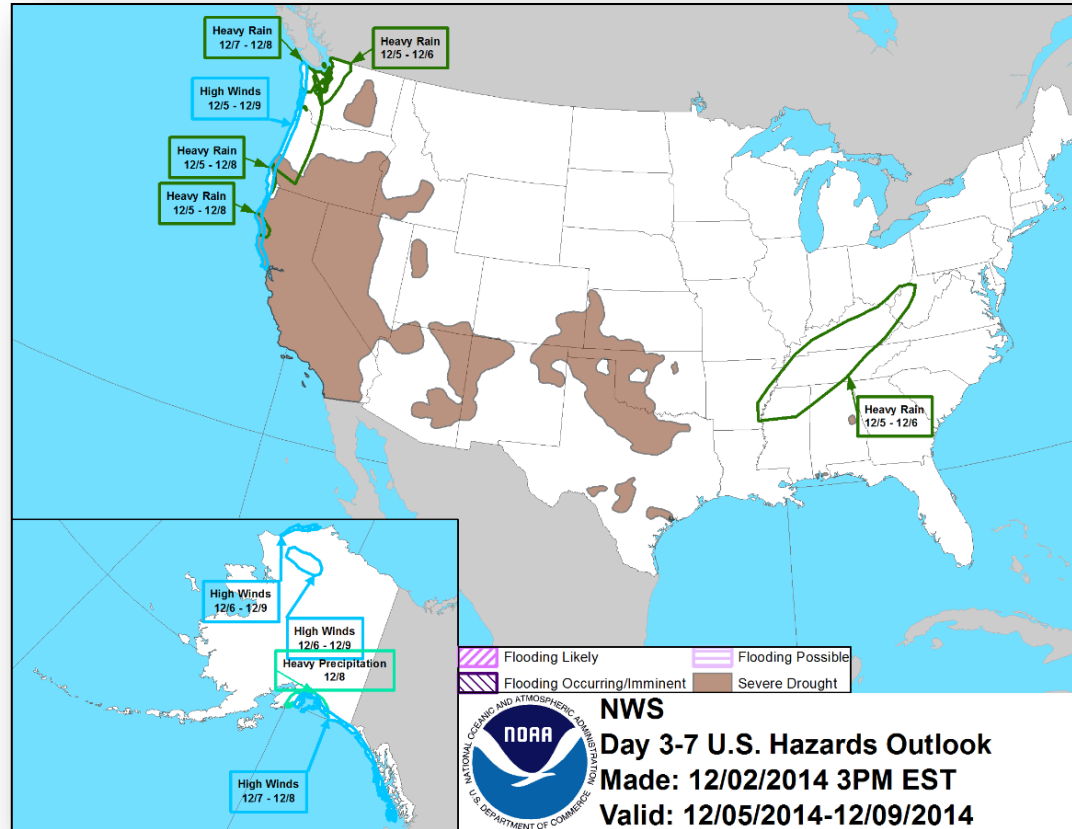 Heavy Rain
12/7 - 12/8
Heavy Rain
12/5 - 12/6
High Winds
12/5 - 12/9
Heavy Rain
12/5 - 12/8
Heavy Rain
12/5 - 12/8
Heavy Rain
12/5 - 12/6
High Winds
12/6 - 12/9
High Winds
12/6 - 12/9
Heavy Precipitation
12/8
High Winds
12/7 - 12/8
Flooding Likely
Flooding Possible
Flooding Occurring/Imminent
Severe Drought
NATIONAL OCEANIC AND ATMOSPHERIC ADMINISTRATION
NOAA
U.S. DEPARTMENT OF COMMERCE
NWS
Day 3-7 U.S. Hazards Outlook
Made: 12/02/2014 3PM EST
Valid: 12/05/2014-12/09/2014